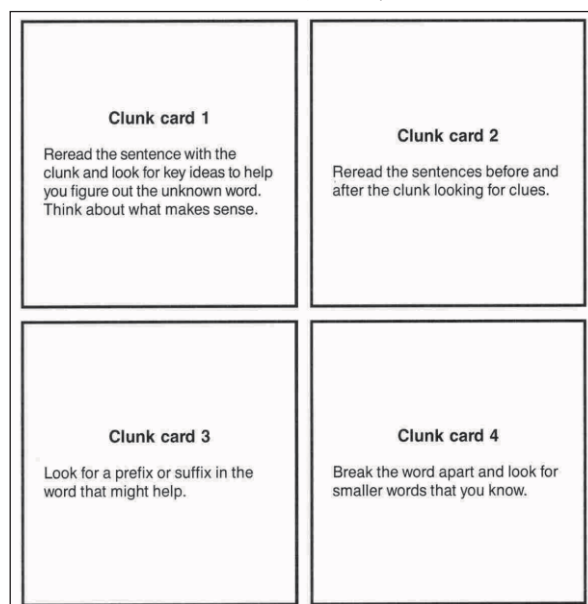 Clunk card 1
Reread the sentence with the
clunk and look for key ideas to help
you figure out the unknown word.
Think about what makes sense.
Clunk card 2
Reread the sentences before and
after the clunk looking for clues.
Clunk card 3
Look for a prefix or suffix in the
word that might help.
Clunk card 4
Break the word apart and look for
smaller words that you know.